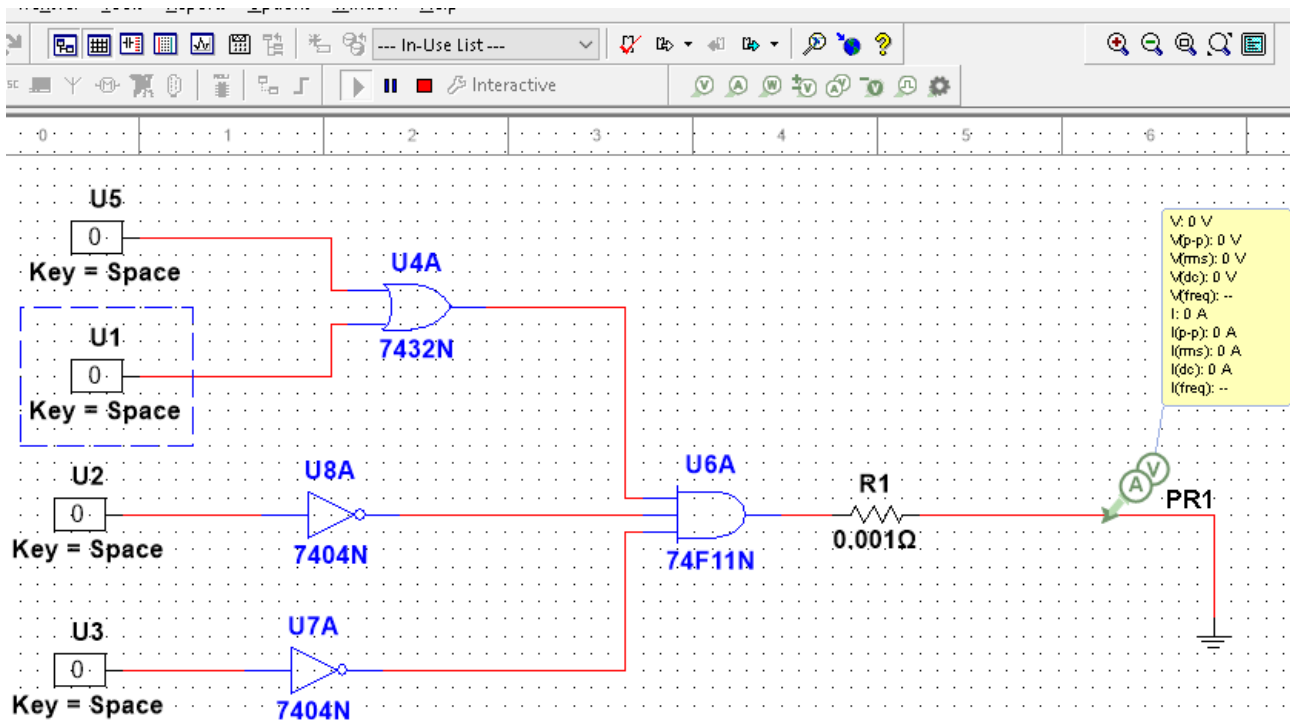 --- In-Use List ---
Interactive
0 1 2 3 4 5 6
U5
0
Key = Space
U4A
7432N
U1
0
Key = Space
V: 0 V
V(p-p): 0 V
V(rms): 0 V
V(dc): 0 V
V(freq): --
I: 0 A
I(p-p): 0 A
I(rms): 0 A
I(dc): 0 A
I(freq): --
U2
0
Key = Space
U8A
7404N
U6A
74F11N
R1
0.001Ω
A
V
PR1
U3
0
Key = Space
U7A
7404N